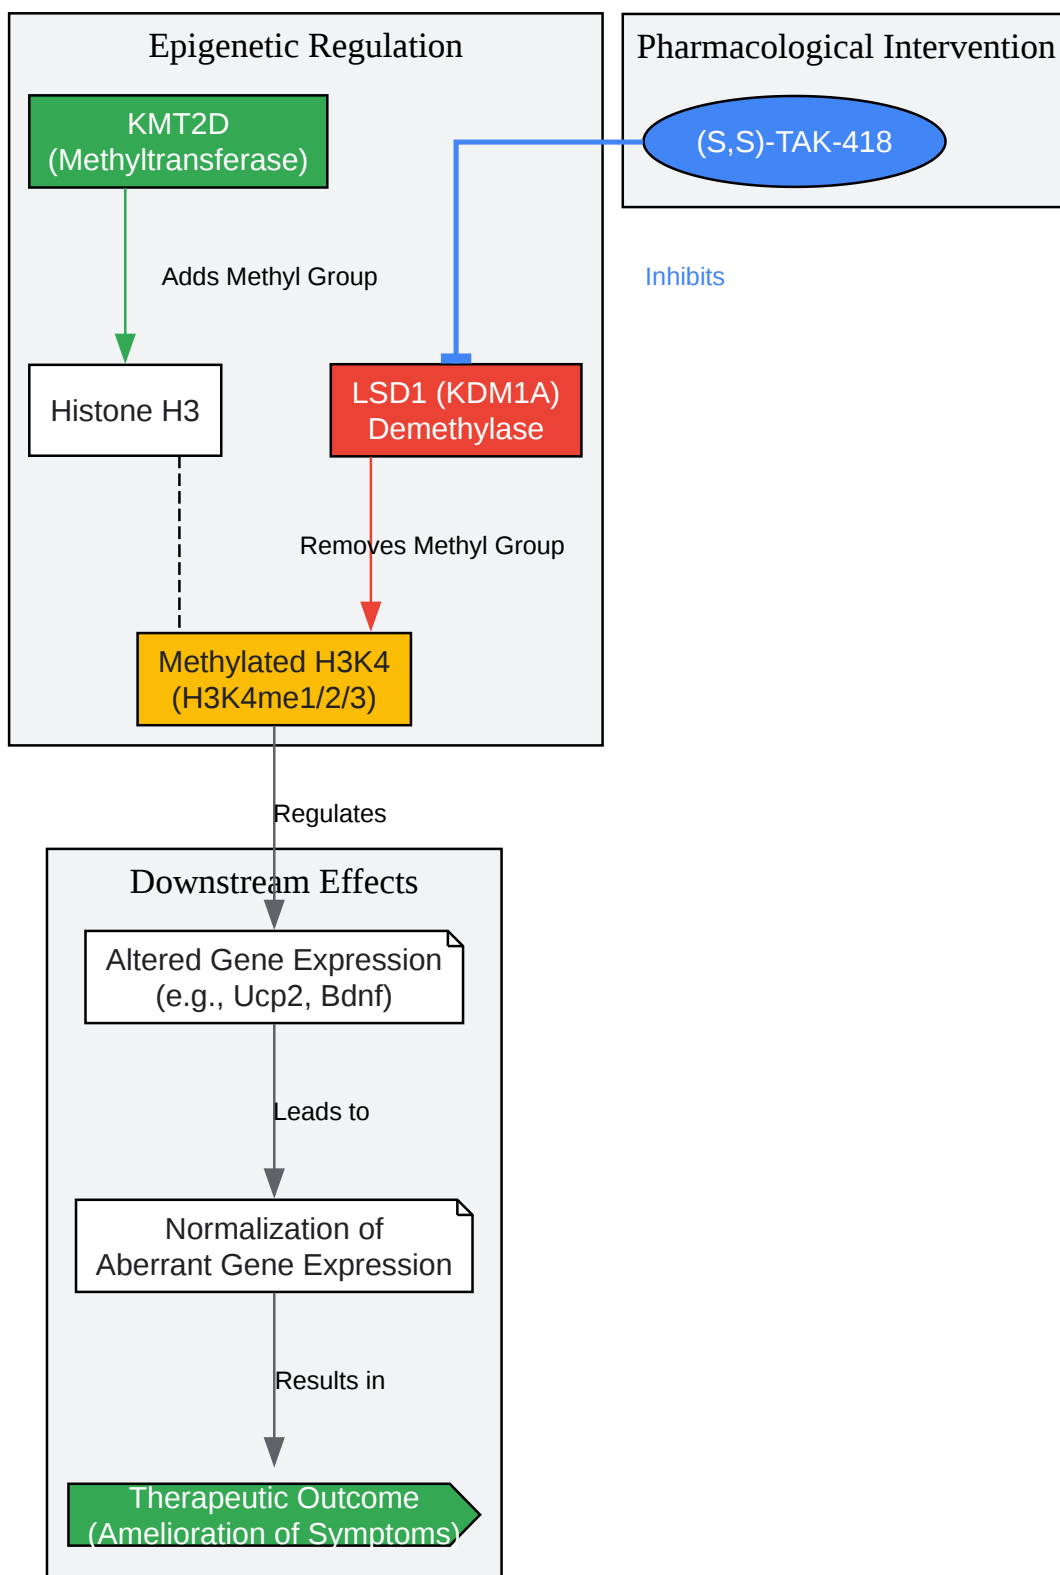 Epigenetic Regulation
Pharmacological Intervention
KMT2D
(Methyltransferase)
(S,S)-TAK-418
Adds Methyl Group
Inhibits
Histone H3
LSD1 (KDM1A)
Demethylase
Removes Methyl Group
Methylated H3K4
(H3K4me1/2/3)
Regulates
Downstream Effects
Altered Gene Expression
(e.g., Ucp2, Bdnf)
Leads to
Normalization of
Aberrant Gene Expression
Results in
Therapeutic Outcome
(Amelioration of Symptoms)